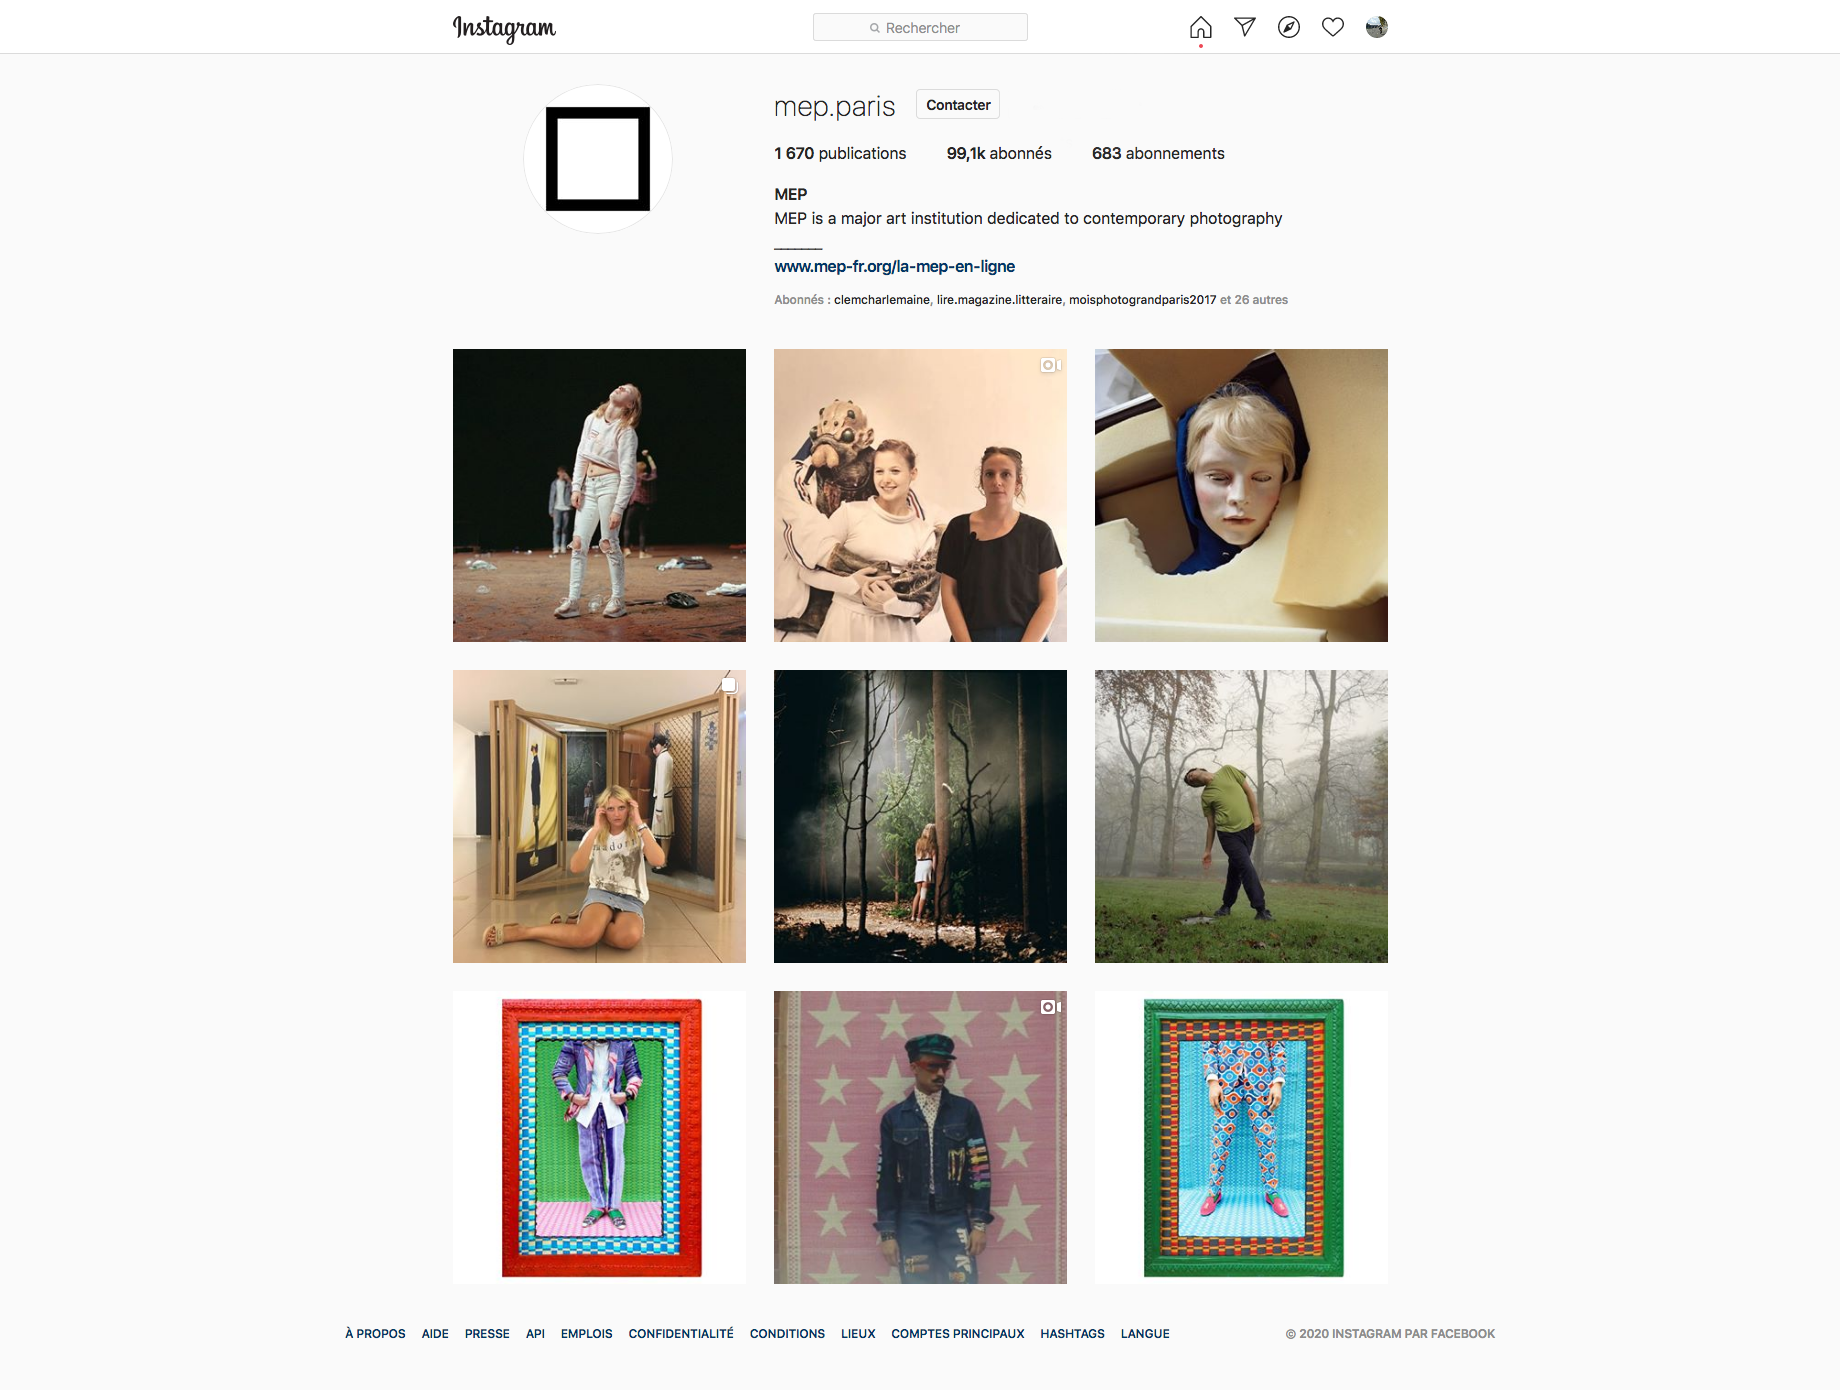 Instagram
Rechercher
mep.paris Contacter
1 670 publications 99,1k abonnés 683 abonnements
MEP
MEP is a major art institution dedicated to contemporary photography
________
www.mep-fr.org/la-mep-en-ligne
Abonnés : clemcharlemaine, lire.magazine.litteraire, moisphotograndparis2017 et 26 autres
À PROPOS AIDE PRESSE API EMPLOIS CONFIDENTIALITÉ CONDITIONS LIEUX COMPTES PRINCIPAUX HASHTAGS LANGUE © 2020 INSTAGRAM PAR FACEBOOK